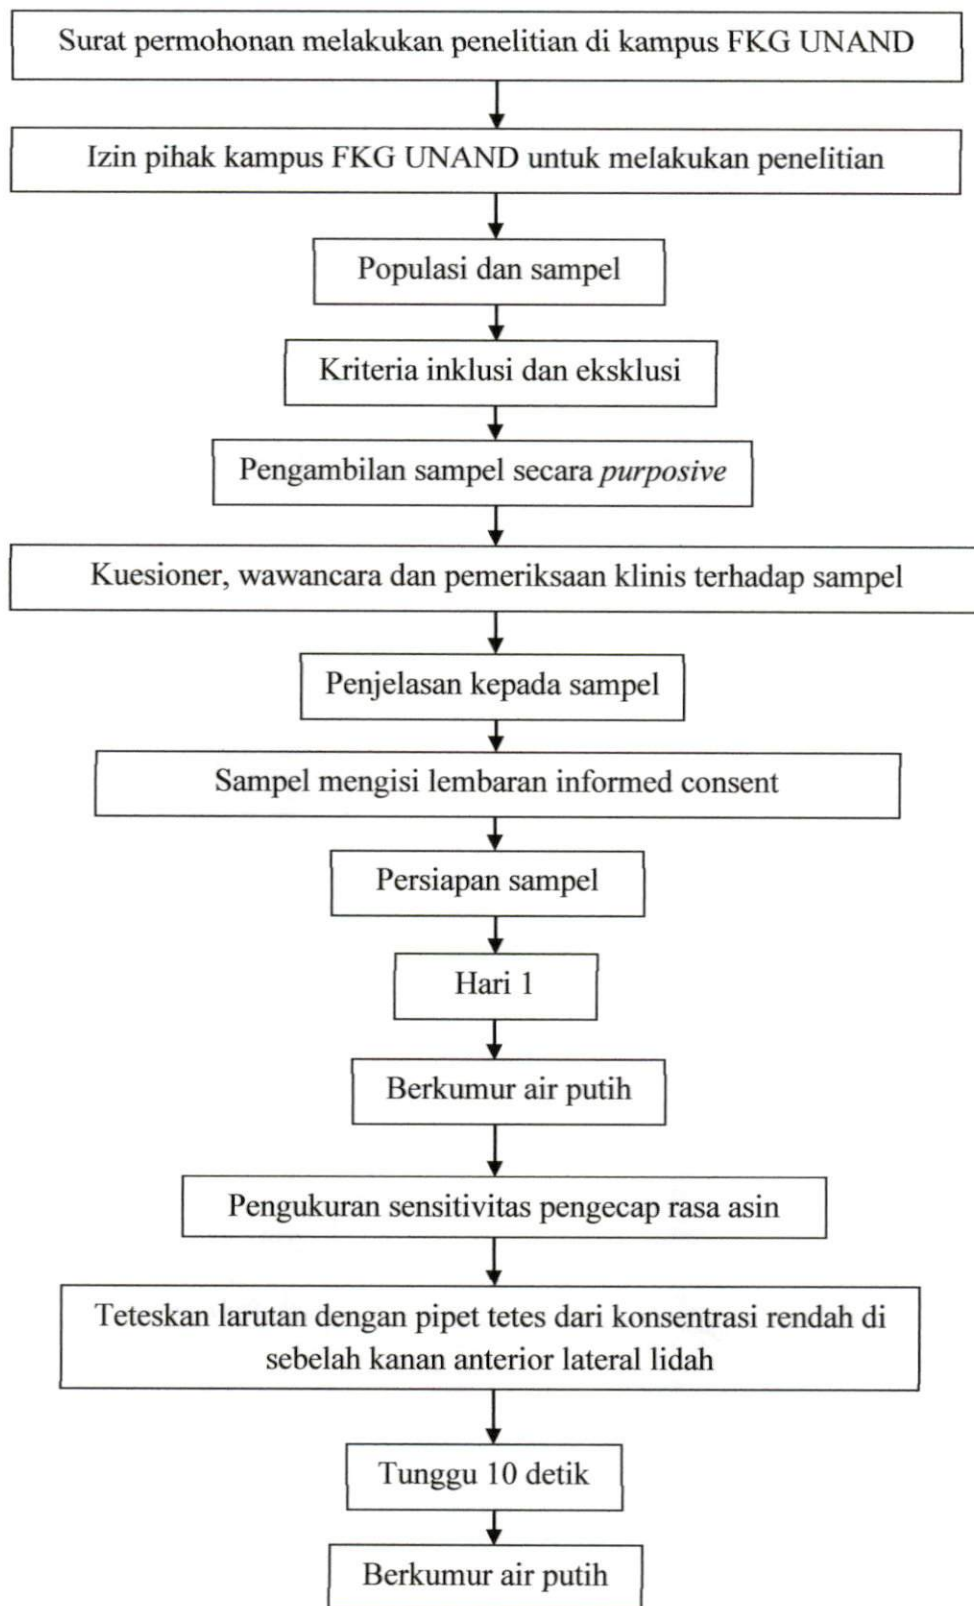 Surat permohonan melakukan penelitian di kampus FKG UNAND
Izin pihak kampus FKG UNAND untuk melakukan penelitian
Populasi dan sampel
Kriteria inklusi dan eksklusi
Pengambilan sampel secara purposive
Kuesioner, wawancara dan pemeriksaan klinis terhadap sampel
Penjelasan kepada sampel
Sampel mengisi lembaran informed consent
Persiapan sampel
Hari 1
Berkumur air putih
Pengukuran sensitivitas pengecap rasa asin
Teteskan larutan dengan pipet tetes dari konsentrasi rendah di
sebelah kanan anterior lateral lidah
Tunggu 10 detik
Berkumur air putih